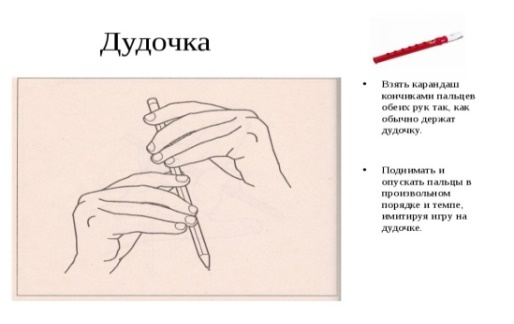 Дудочка
• Взять карандаш
кончиками пальцев
обеих рук так, как
обычно держат
дудочку.
• Поднимать и
опускать пальцы в
произвольном
порядке и темпе,
имитируя игру на
дудочке.